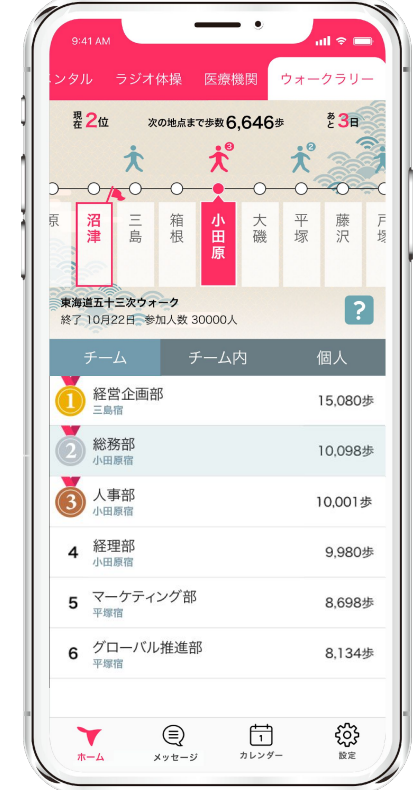 9:41 AM
ンタル ラジオ体操 医療機関 ウォークラリー
現在2位 次の地点まで歩数6,646歩 あと3日
3 2
原 沼津 三島 箱根 小田原 大磯 平塚 藤沢 戸塚
東海道五十三次ウォーク
終了 10月22日 参加人数 30000人
?
チーム チーム内 個人
1 経営企画部 15,080歩
三島宿
2 総務部 10,098歩
小田原宿
3 人事部 10,001歩
小田原宿
4 経理部 9,980歩
小田原宿
5 マーケティング部 8,698歩
平塚宿
6 グローバル推進部 8,134歩
平塚宿
1
ホーム メッセージ カレンダー 設定